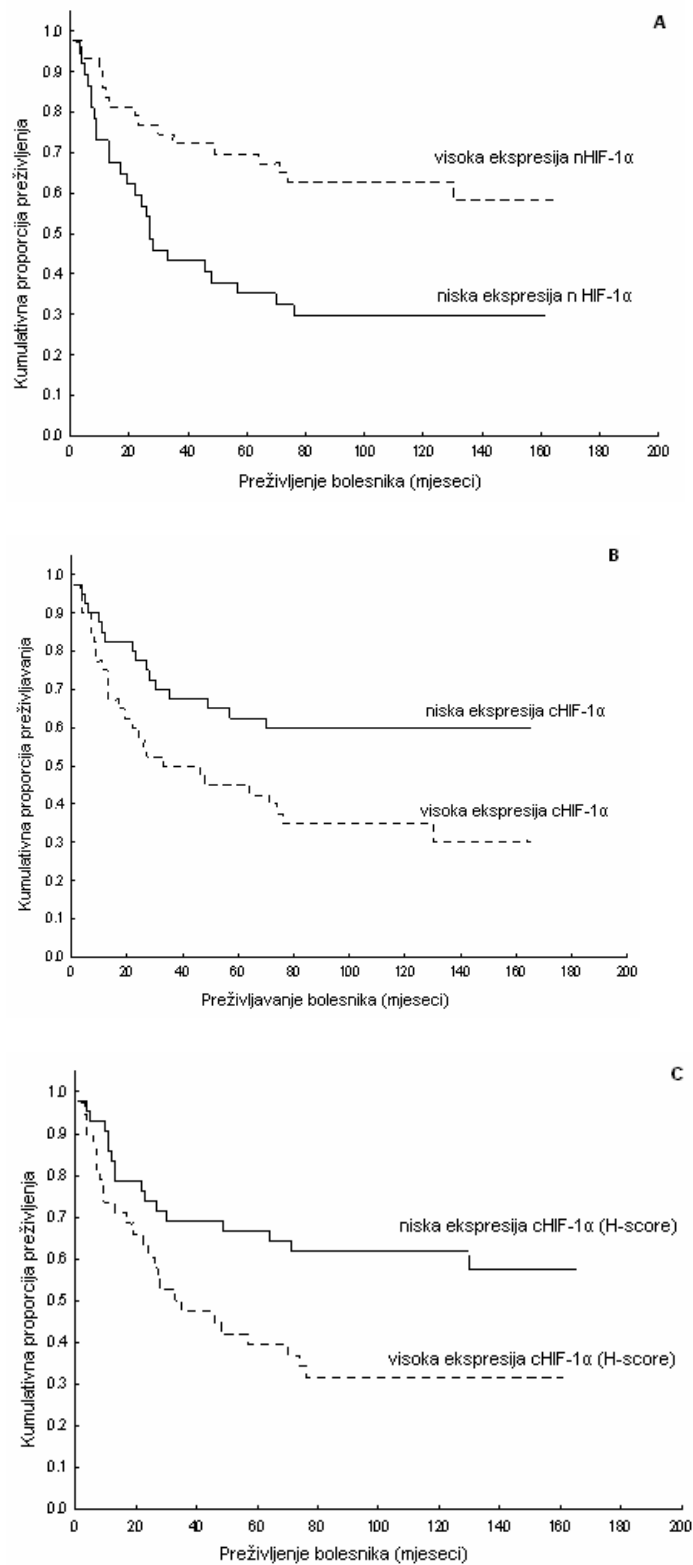 A
Kumulativna proporcija preživljenja
1.0
0.9
0.8
0.7
0.6
0.5
0.4
0.3
0.2
0.1
0.0
visoka ekspresija nHIF-1α
niska ekspresija n HIF-1α
0 20 40 60 80 100 120 140 160 180 200
Preživljenje bolesnika (mjeseci)
B
Kumulativna proporcija preživljavanja
1.0
0.9
0.8
0.7
0.6
0.5
0.4
0.3
0.2
0.1
0.0
niska ekspresija cHIF-1α
visoka ekspresija cHIF-1α
0 20 40 60 80 100 120 140 160 180 200
Preživljavanje bolesnika (mjeseci)
C
Kumulativna proporcija preživljenja
1.0
0.9
0.8
0.7
0.6
0.5
0.4
0.3
0.2
0.1
0.0
niska ekspresija cHIF-1α (H-score)
visoka ekspresija cHIF-1α (H-score)
0 20 40 60 80 100 120 140 160 180 200
Preživljenje bolesnika (mjeseci)